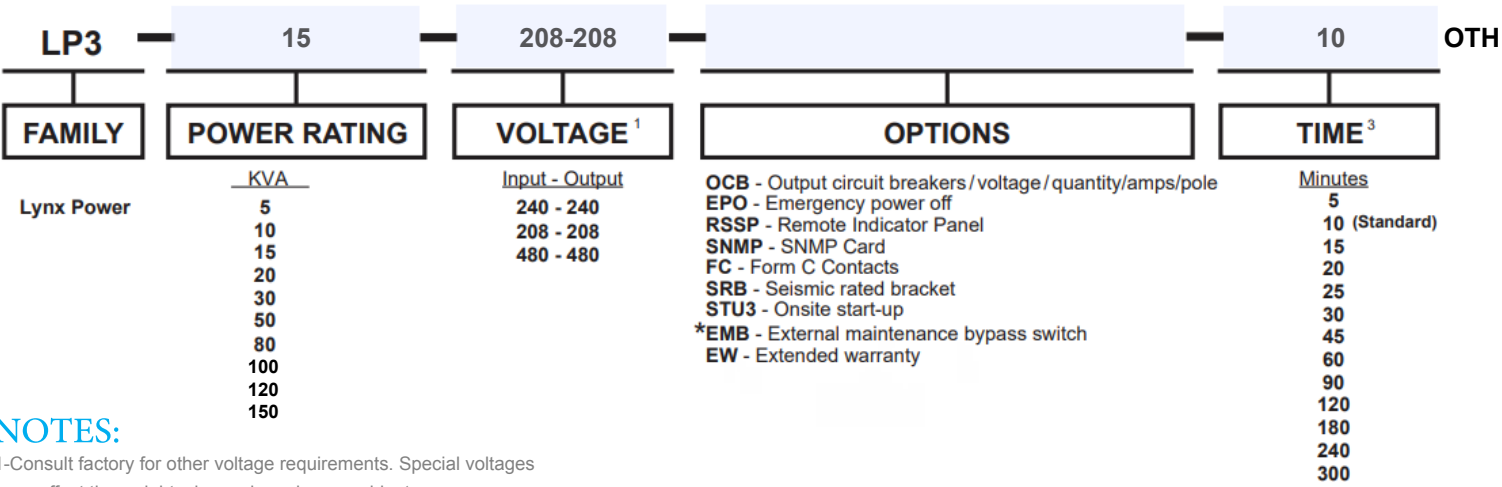 LP3 — 15 — 208-208 — — 10 OTH
FAMILY
POWER RATING
VOLTAGE 1
OPTIONS
TIME 3
Lynx Power
KVA
5
10
15
20
30
50
80
100
120
150
Input - Output
240 - 240
208 - 208
480 - 480
OCB - Output circuit breakers/voltage/quantity/amps/pole
EPO - Emergency power off
RSSP - Remote Indicator Panel
SNMP - SNMP Card
FC - Form C Contacts
SRB - Seismic rated bracket
STU3 - Onsite start-up
*EMB - External maintenance bypass switch
EW - Extended warranty
Minutes
5
10 (Standard)
15
20
25
30
45
60
90
120
180
240
300
NOTES:
1-Consult factory for other voltage requirements. Special voltages